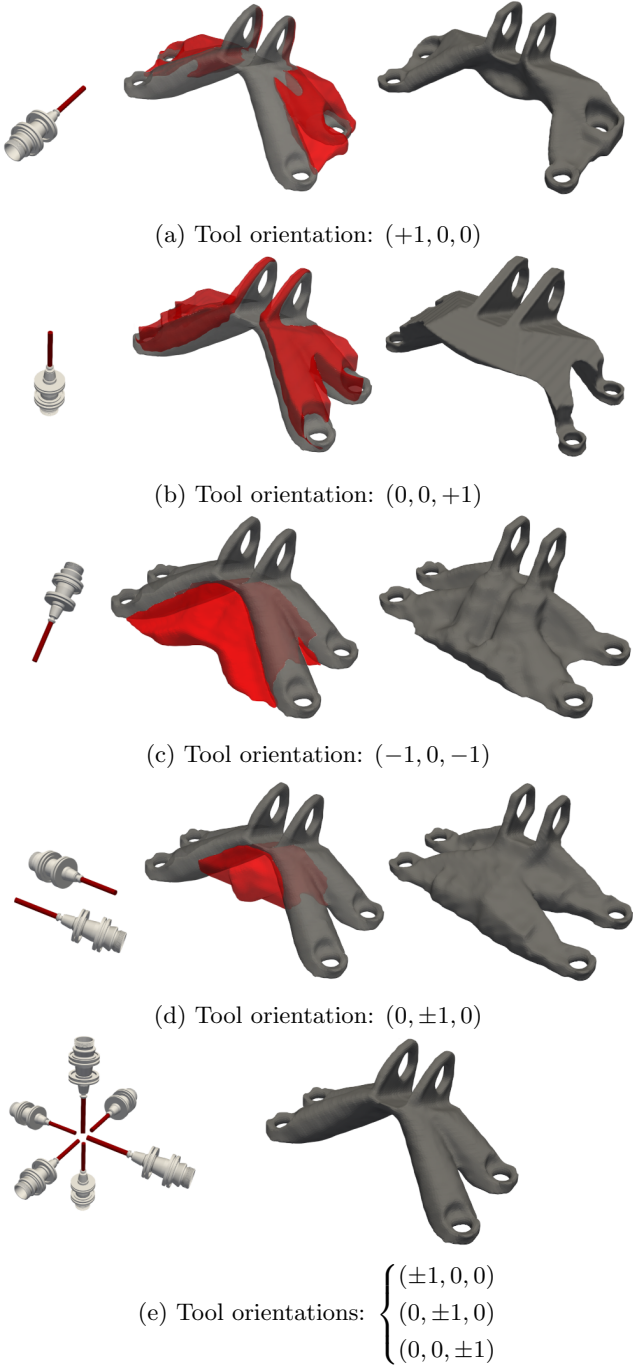 (a) Tool orientation: (+1, 0, 0)
(b) Tool orientation: (0, 0, +1)
(c) Tool orientation: (−1, 0, −1)
(d) Tool orientation: (0, ±1, 0)
(e) Tool orientations: { (±1, 0, 0)
(0, ±1, 0)
(0, 0, ±1)